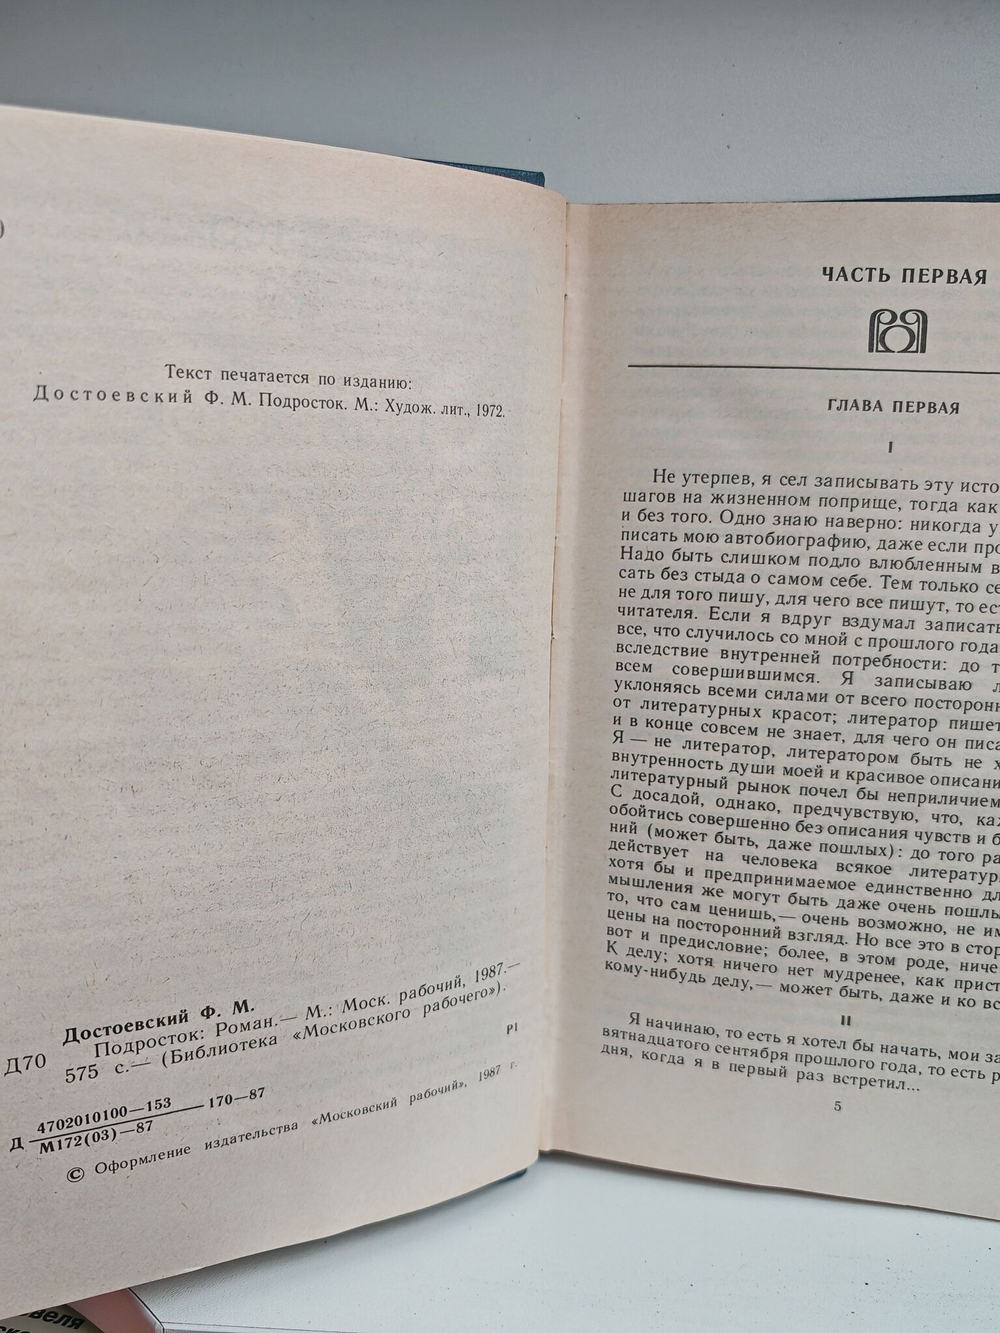 Текст печатается по изданию:
Достоевский Ф. М. Подросток. М.: Худож. лит., 1972.
Достоевский Ф. М.
Д70 Подросток: Роман.— М.: Моск. рабочий, 1987.—
575 с.— (Библиотека «Московского рабочего»).
Р1
Д 4702010100—153 170—87
М172(03)—87
© Оформление издательства «Московский рабочий», 1987 г.
ЧАСТЬ ПЕРВАЯ
ГЛАВА ПЕРВАЯ
I
Не утерпев, я сел записывать эту исто
шагов на жизненном поприще, тогда как
и без того. Одно знаю наверно: никогда у
писать мою автобиографию, даже если про
Надо быть слишком подло влюбленным в
сать без стыда о самом себе. Тем только се
не для того пишу, для чего все пишут, то ес
читателя. Если я вдруг вздумал записать
все, что случилось со мной с прошлого года
вследствие внутренней потребности: до т
всем совершившимся. Я записываю л
уклоняясь всеми силами от всего посторонн
от литературных красот; литератор пишет
и в конце совсем не знает, для чего он писа
Я — не литератор, литератором быть не х
внутренность души моей и красивое описани
литературный рынок почел бы неприличием
С досадой, однако, предчувствую, что, каж
обойтись совершенно без описания чувств и б
ний (может быть, даже пошлых): до того ра
действует на человека всякое литератур
хотя бы и предпринимаемое единственно дл
мышления же могут быть даже очень пошлы
то, что сам ценишь,— очень возможно, не им
цены на посторонний взгляд. Но все это в стор
вот и предисловие; более, в этом роде, ниче
К делу; хотя ничего нет мудренее, как прист
кому-нибудь делу,— может быть, даже и ко вс
II
Я начинаю, то есть я хотел бы начать, мои за
вятнадцатого сентября прошлого года, то есть р
дня, когда я в первый раз встретил...
5
веля